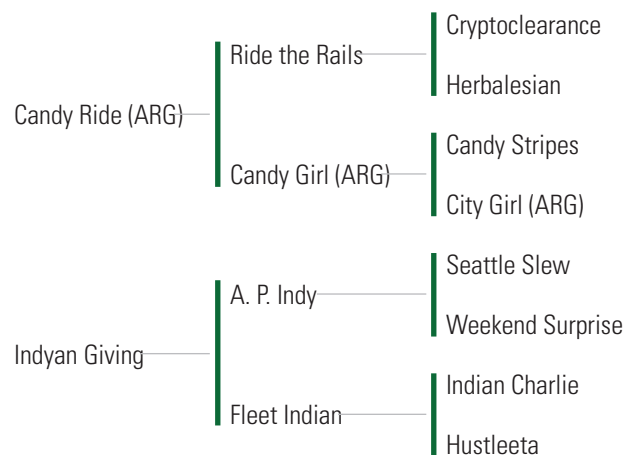 Cryptoclearance
Ride the Rails
Herbalesian
Candy Ride (ARG)
Candy Stripes
Candy Girl (ARG)
City Girl (ARG)
Seattle Slew
A. P. Indy
Weekend Surprise
Indyan Giving
Indian Charlie
Fleet Indian
Hustleeta